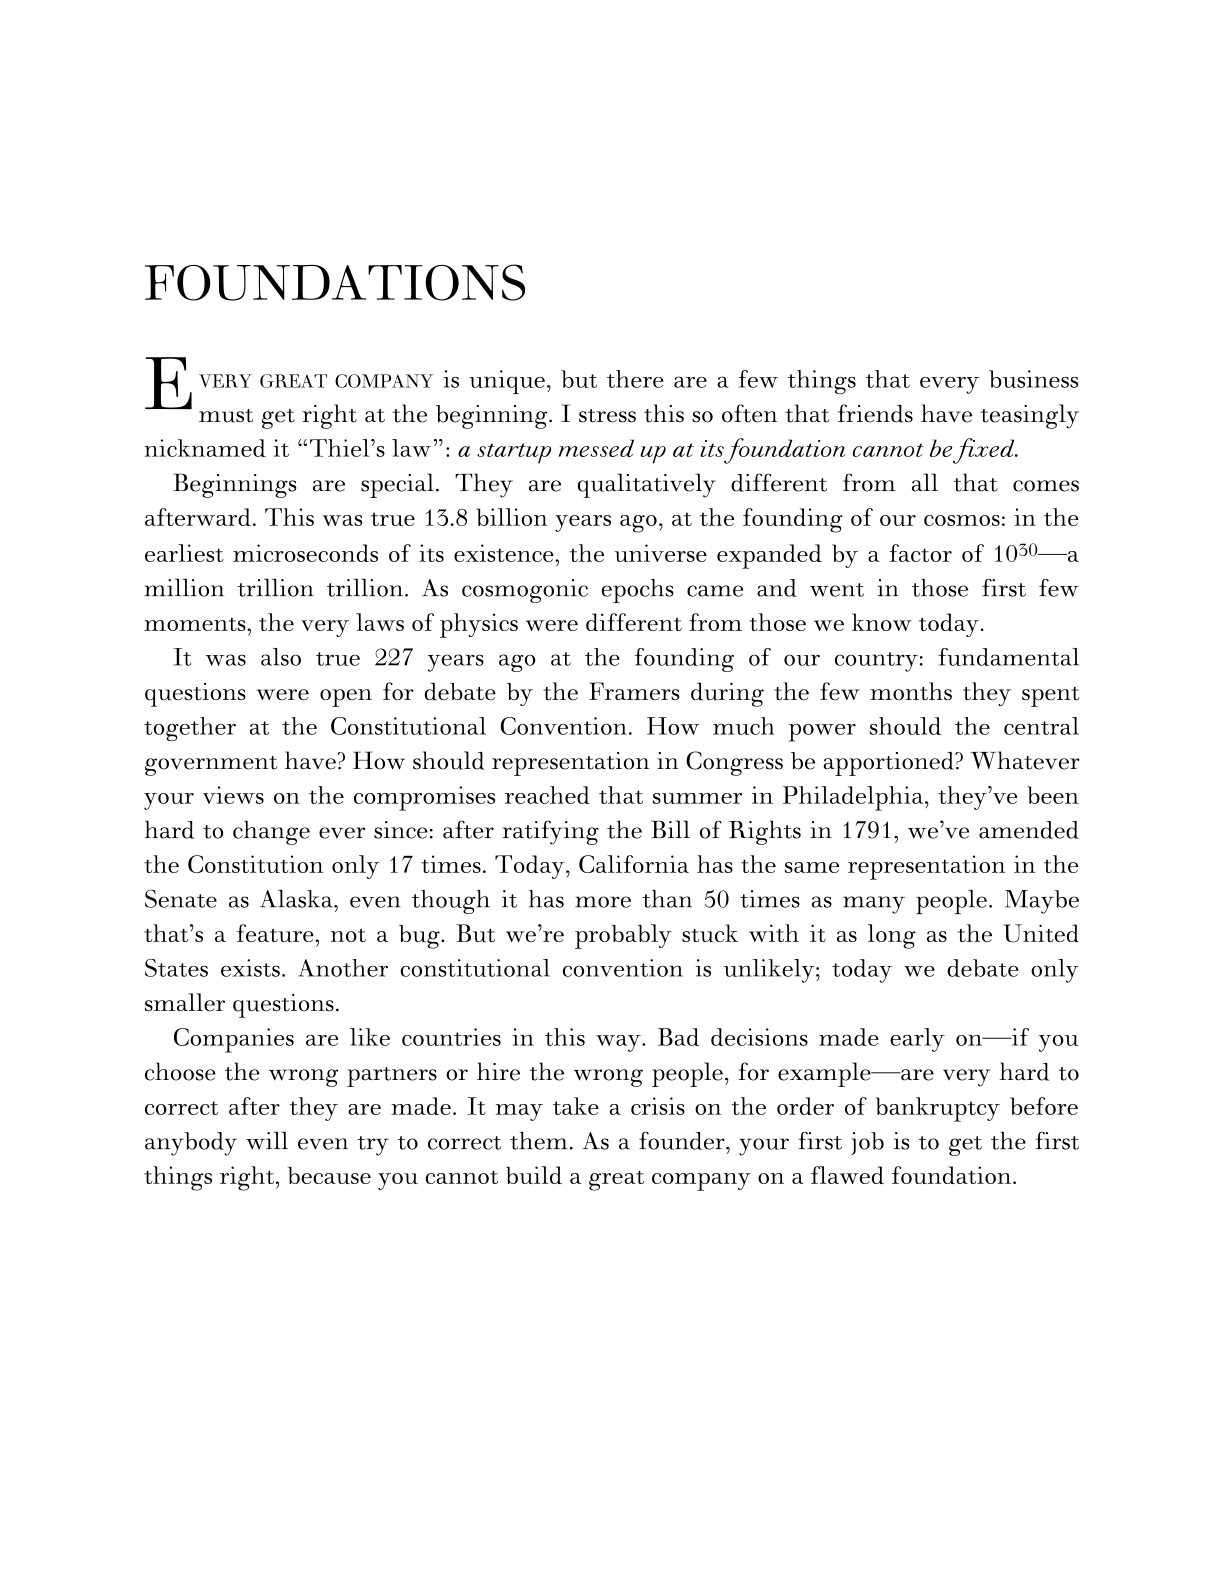 FOUNDATIONS
EVERY GREAT COMPANY is unique, but there are a few things that every business
must get right at the beginning. I stress this so often that friends have teasingly
nicknamed it “Thiel’s law”: a startup messed up at its foundation cannot be fixed.
Beginnings are special. They are qualitatively different from all that comes
afterward. This was true 13.8 billion years ago, at the founding of our cosmos: in the
earliest microseconds of its existence, the universe expanded by a factor of 10³⁰—a
million trillion trillion. As cosmogonic epochs came and went in those first few
moments, the very laws of physics were different from those we know today.
It was also true 227 years ago at the founding of our country: fundamental
questions were open for debate by the Framers during the few months they spent
together at the Constitutional Convention. How much power should the central
government have? How should representation in Congress be apportioned? Whatever
your views on the compromises reached that summer in Philadelphia, they’ve been
hard to change ever since: after ratifying the Bill of Rights in 1791, we’ve amended
the Constitution only 17 times. Today, California has the same representation in the
Senate as Alaska, even though it has more than 50 times as many people. Maybe
that’s a feature, not a bug. But we’re probably stuck with it as long as the United
States exists. Another constitutional convention is unlikely; today we debate only
smaller questions.
Companies are like countries in this way. Bad decisions made early on—if you
choose the wrong partners or hire the wrong people, for example—are very hard to
correct after they are made. It may take a crisis on the order of bankruptcy before
anybody will even try to correct them. As a founder, your first job is to get the first
things right, because you cannot build a great company on a flawed foundation.